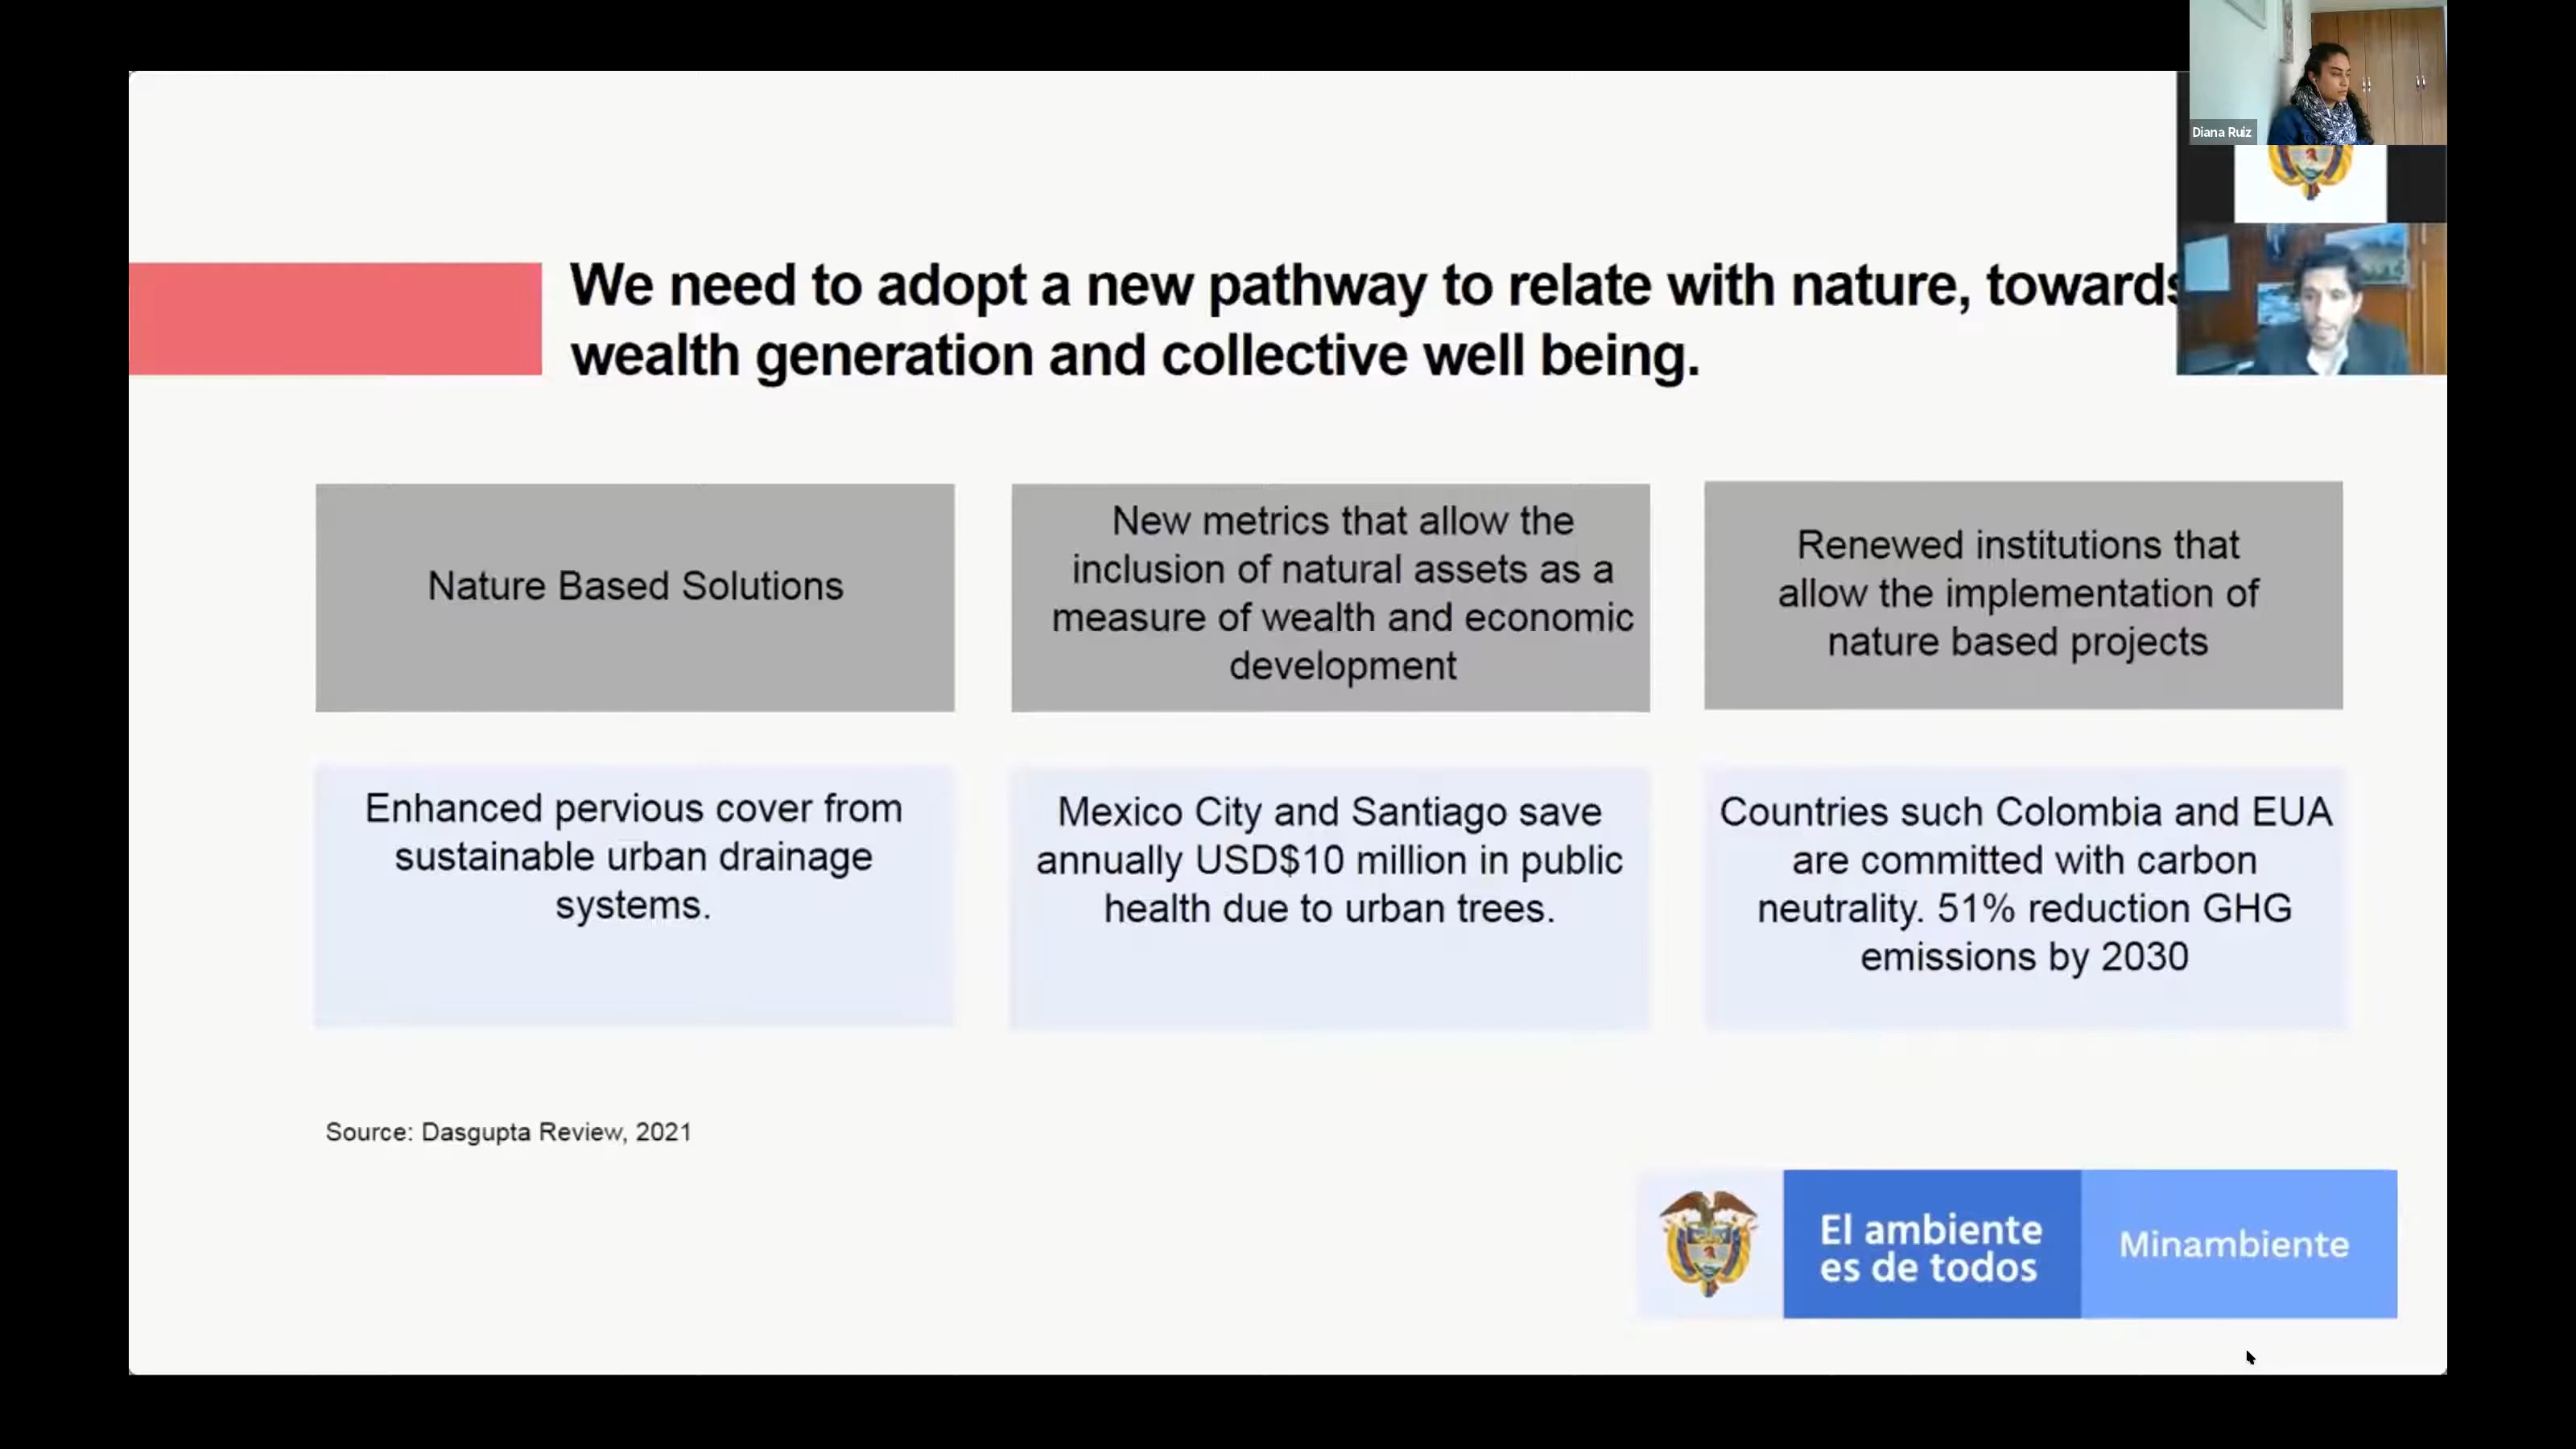 Diana Ruiz
We need to adopt a new pathway to relate with nature, towards
wealth generation and collective well being.
Nature Based Solutions
New metrics that allow the
inclusion of natural assets as a
measure of wealth and economic
development
Renewed institutions that
allow the implementation of
nature based projects
Enhanced pervious cover from
sustainable urban drainage
systems.
Mexico City and Santiago save
annually USD$10 million in public
health due to urban trees.
Countries such Colombia and EUA
are committed with carbon
neutrality. 51% reduction GHG
emissions by 2030
Source: Dasgupta Review, 2021
El ambiente
es de todos
Minambiente